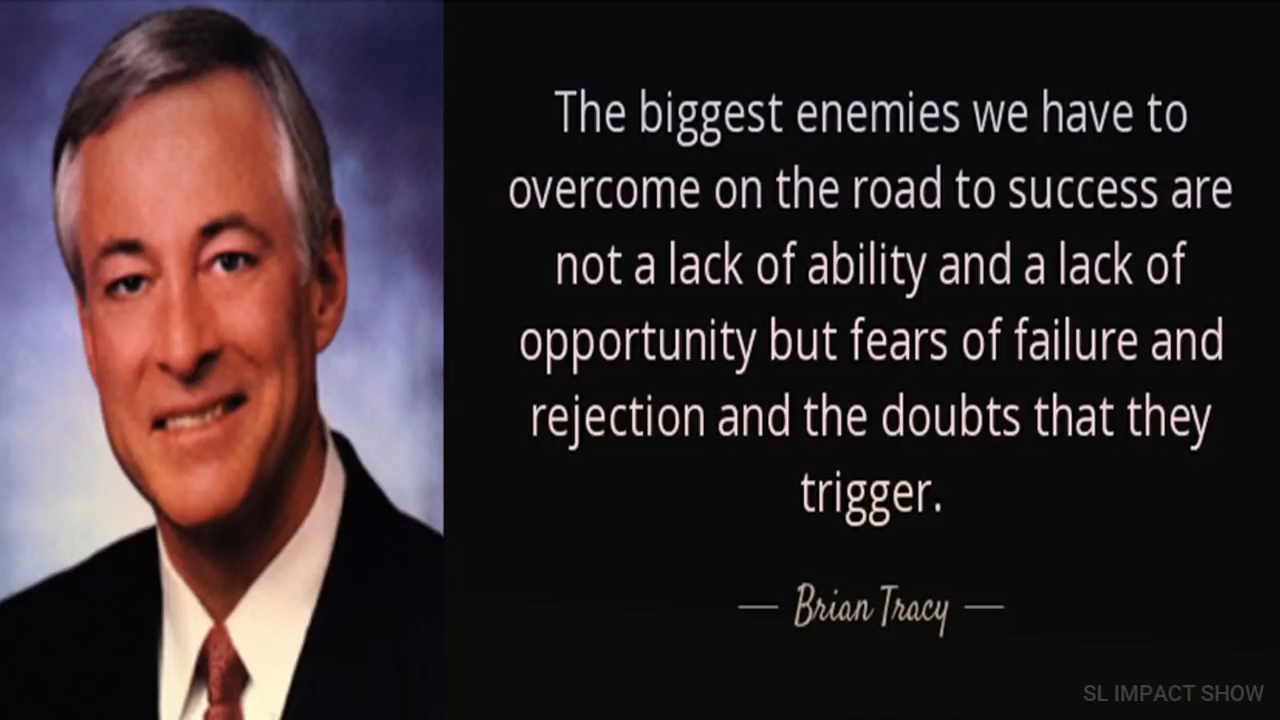 The biggest enemies we have to
overcome on the road to success are
not a lack of ability and a lack of
opportunity but fears of failure and
rejection and the doubts that they
trigger.
— Brian Tracy —
SL IMPACT SHOW